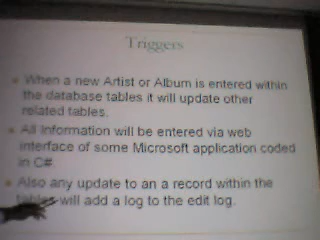 Triggers
When a new Artist or Album is entered within
the database tables it will update other
related tables.
All Information will be entered via web
interface of some Microsoft application coded
in C#.
Also any update to an a record within the
tables will add a log to the edit log.